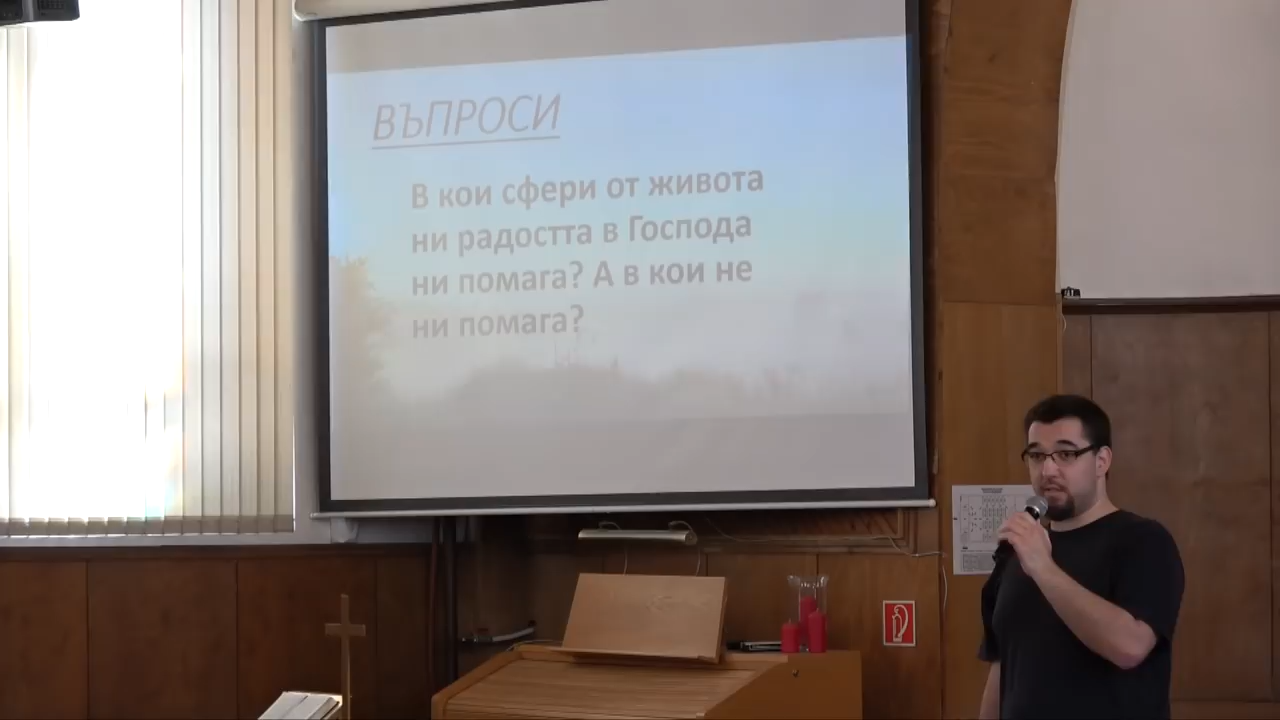 ВЪПРОСИ
В кои сфери от живота
ни радостта в Господа
ни помага? А в кои не
ни помага?